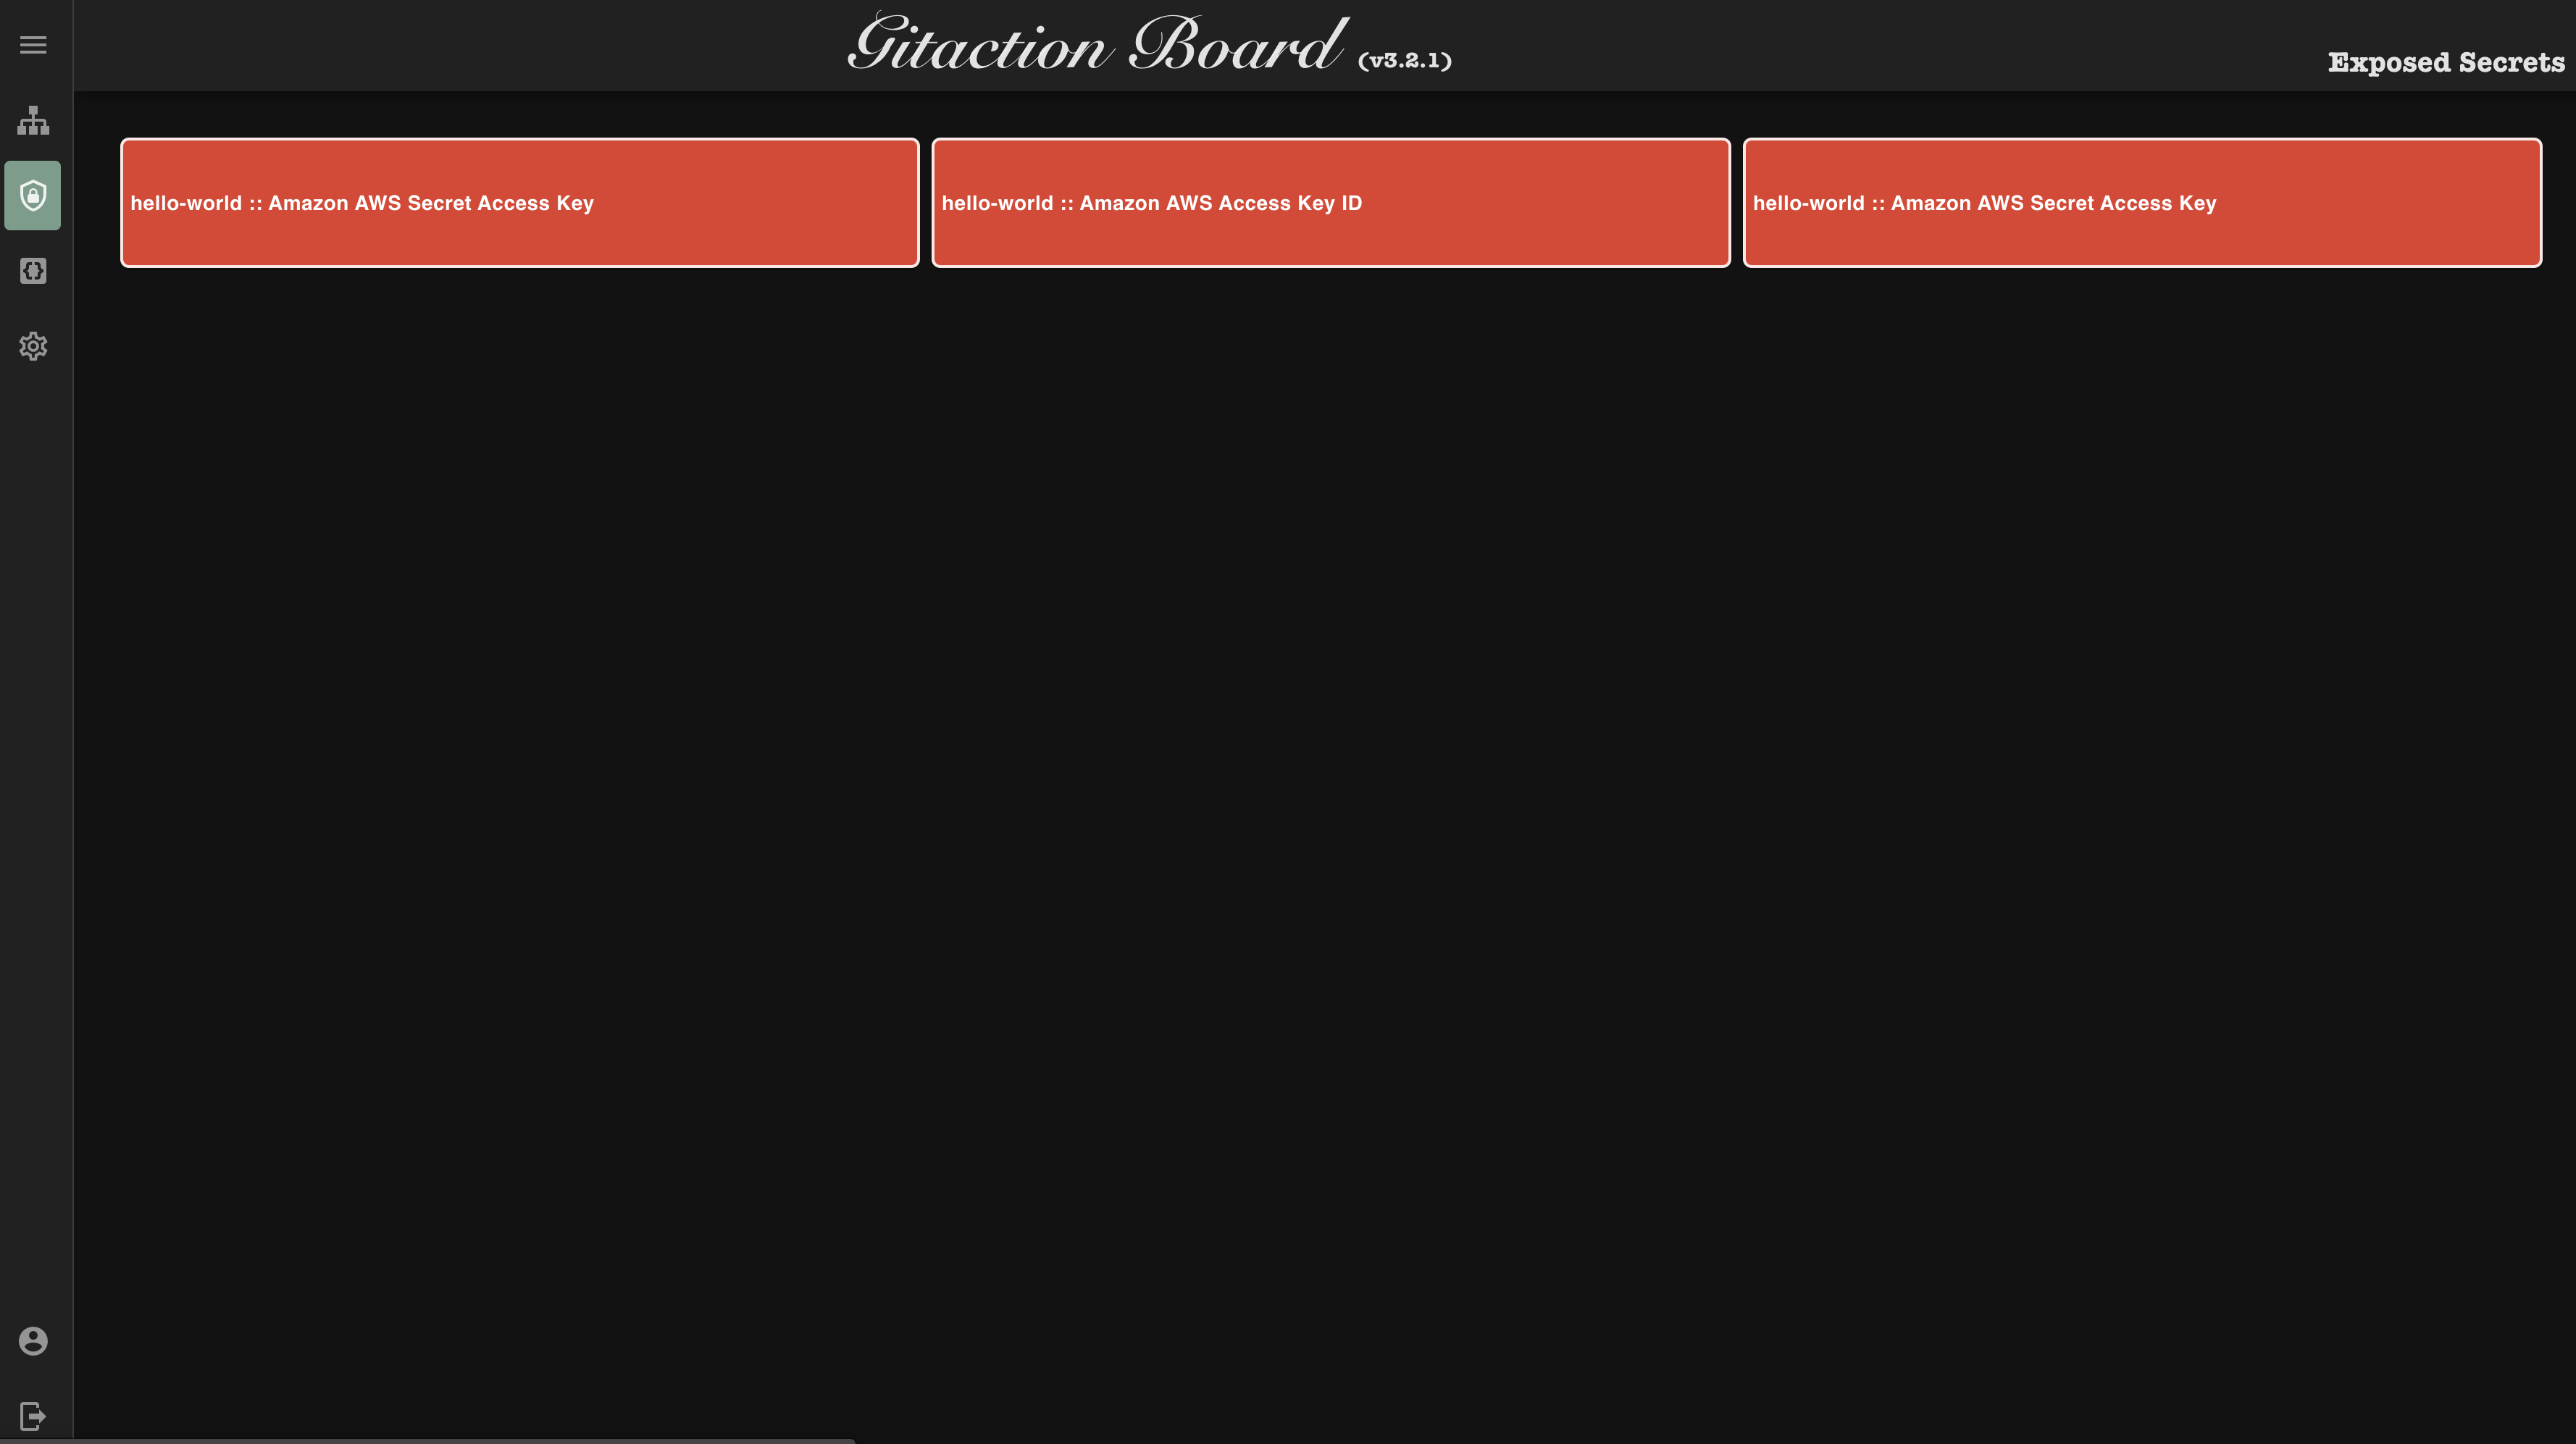 Gitaction Board (v3.2.1)
Exposed Secrets
hello-world :: Amazon AWS Secret Access Key
hello-world :: Amazon AWS Access Key ID
hello-world :: Amazon AWS Secret Access Key